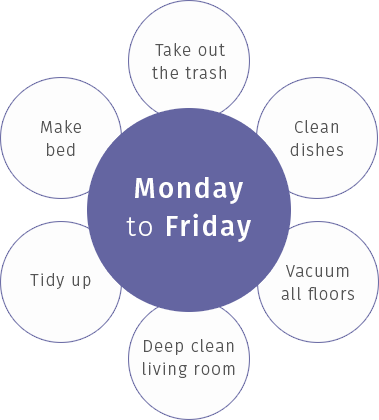 Take out
the trash
Make
bed
Clean
dishes
Monday
to Friday
Tidy up
Vacuum
all floors
Deep clean
living room